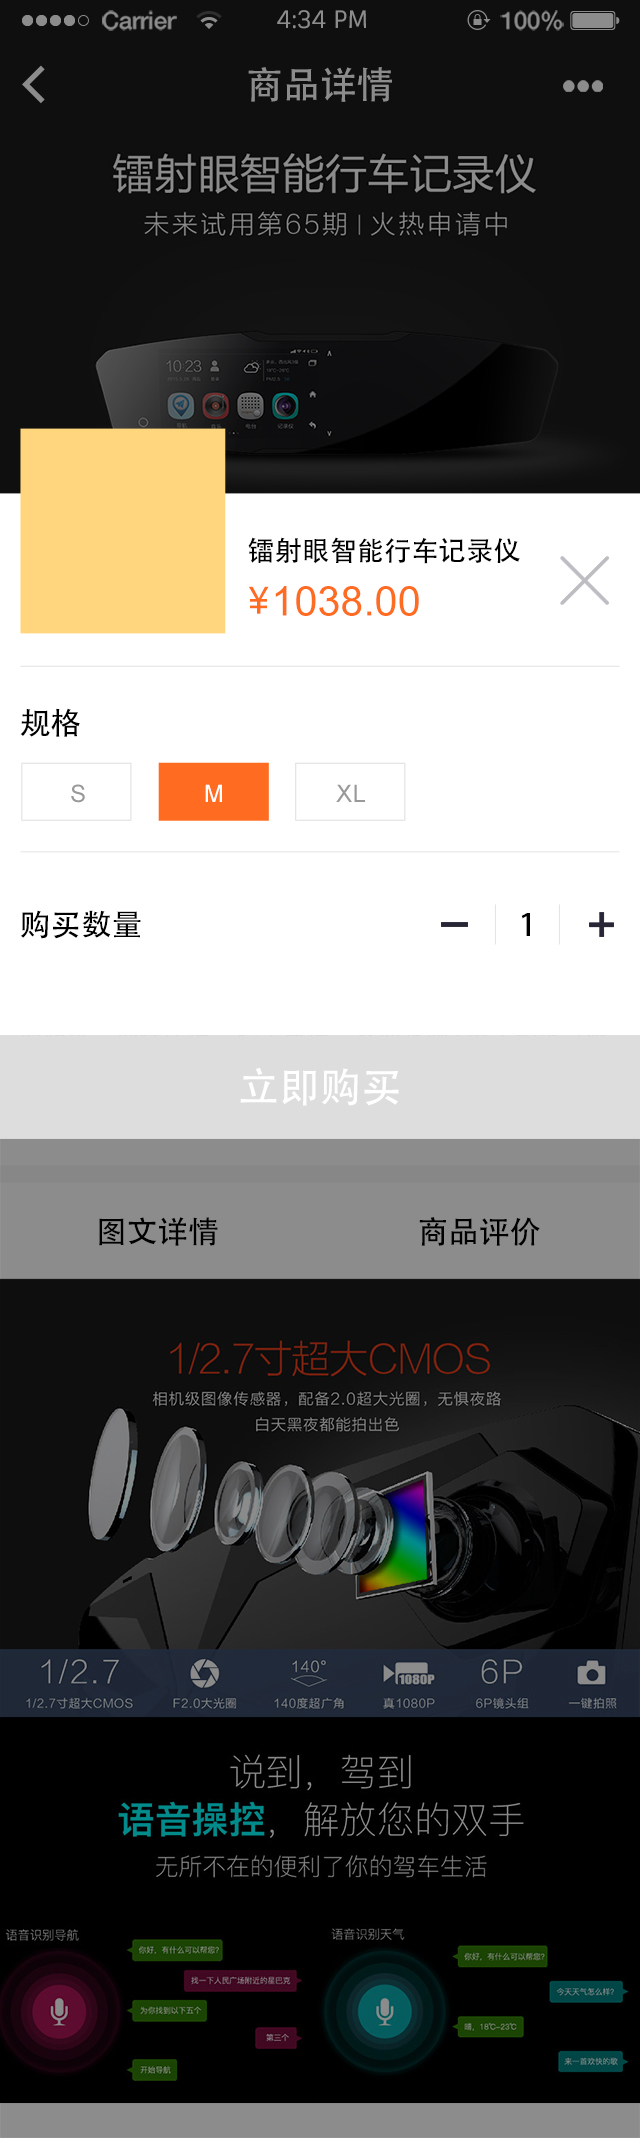 Carrier 4:34 PM 100%
商品详情
镭射眼智能行车记录仪
未来试用第65期 | 火热申请中
10:23
镭射眼智能行车记录仪
¥1038.00
规格
S M XL
购买数量 1
立即购买
图文详情 商品评价
1/2.7寸超大CMOS
相机级图像传感器，配备2.0超大光圈，无惧夜路
白天黑夜都能拍出色
1/2.7 140° 1080P 6P
1/2.7寸超大CMOS F2.0大光圈 140度超广角 真1080P 6P镜头组 一键拍照
说到，驾到
语音操控，解放您的双手
无所不在的便利了你的驾车生活
语音识别导航
你好，有什么可以帮您?
找一下人民广场附近的星巴克
为你找到以下五个
第三个
开始导航
语音识别天气
你好，有什么可以帮您?
今天天气怎么样?
晴，18℃-23℃
来一首欢快的歌